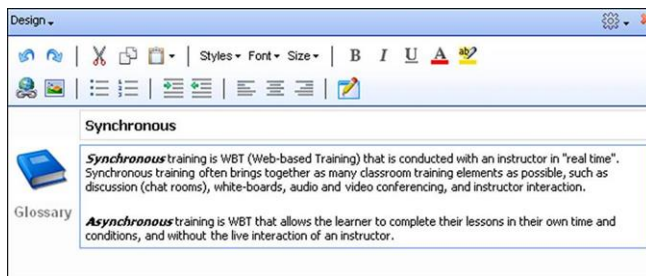 Design
Styles Font Size B I U A ab
Synchronous
Synchronous training is WBT (Web-based Training) that is conducted with an instructor in "real time".
Synchronous training often brings together as many classroom training elements as possible, such as
discussion (chat rooms), white-boards, audio and video conferencing, and instructor interaction.
Glossary
Asynchronous training is WBT that allows the learner to complete their lessons in their own time and
conditions, and without the live interaction of an instructor.